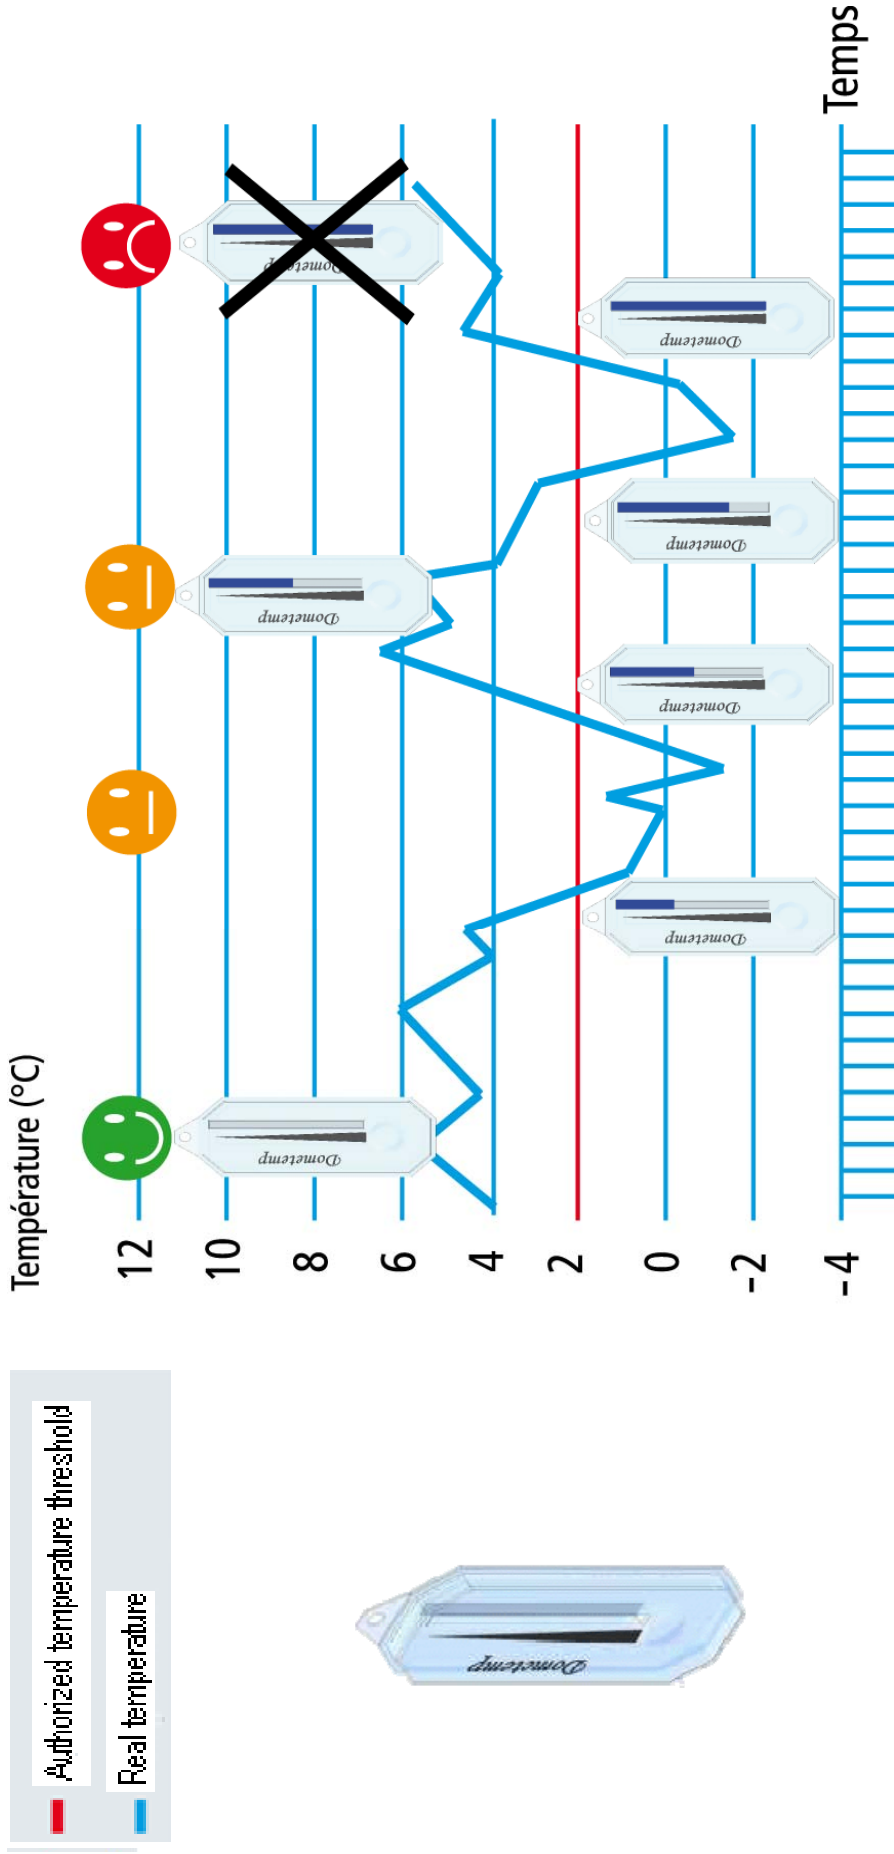 Authorized temperature threshold
Real temperature
Température (°C)
12
10
8
6
4
2
0
-2
-4
Temps
Dometemp
Dometemp
Dometemp
Dometemp
Dometemp
Dometemp
Dometemp
Dometemp